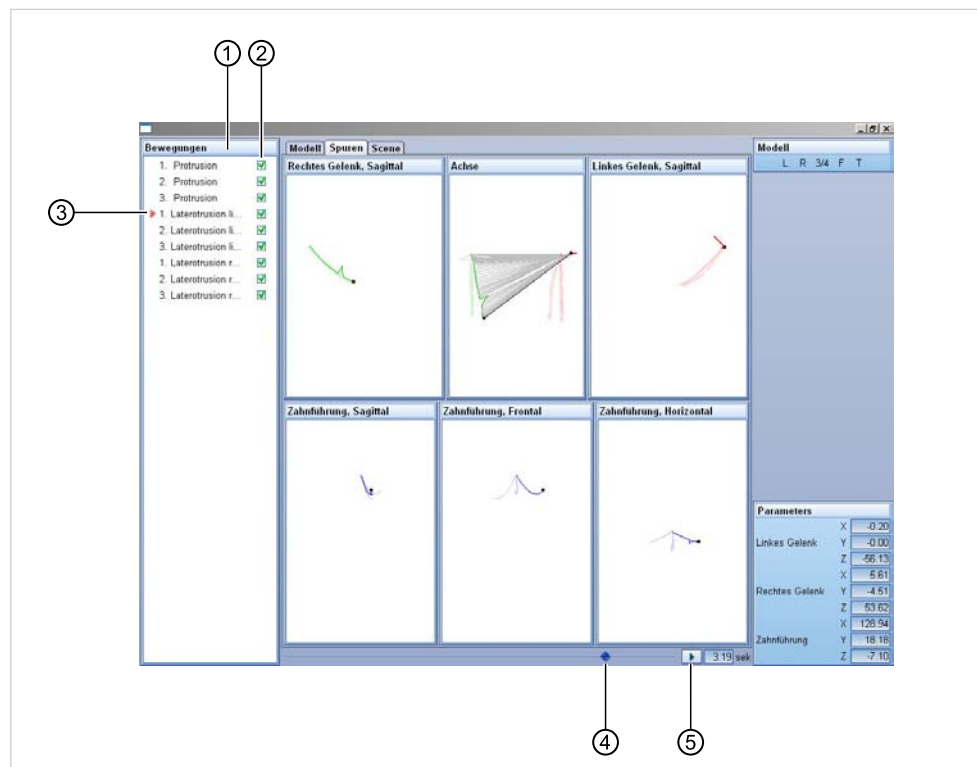 ① ②
Bewegungen
1. Protrusion
2. Protrusion
3. Protrusion
③
1. Laterotrusion li...
2. Laterotrusion li...
3. Laterotrusion li...
1. Laterotrusion r...
2. Laterotrusion r...
3. Laterotrusion r...
Modell Spuren Scene
Rechtes Gelenk, Sagittal
Achse
Linkes Gelenk, Sagittal
Zahnführung, Sagittal
Zahnführung, Frontal
Zahnführung, Horizontal
3.19 sek
Modell
L R 3/4 F T
Parameters
X -0.20
Linkes Gelenk Y -0.00
Z -56.13
X 5.61
Rechtes Gelenk Y -4.51
Z 53.62
X 128.94
Zahnführung Y 18.18
Z -7.10
④ ⑤